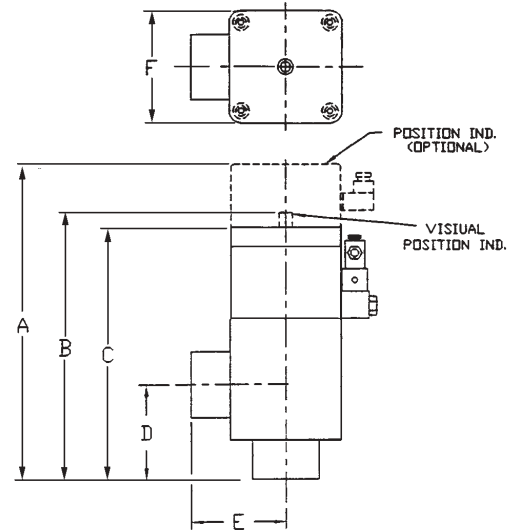 F
POSITION IND.
(OPTIONAL)
VISIUAL
POSITION IND.
A
B
C
D
E